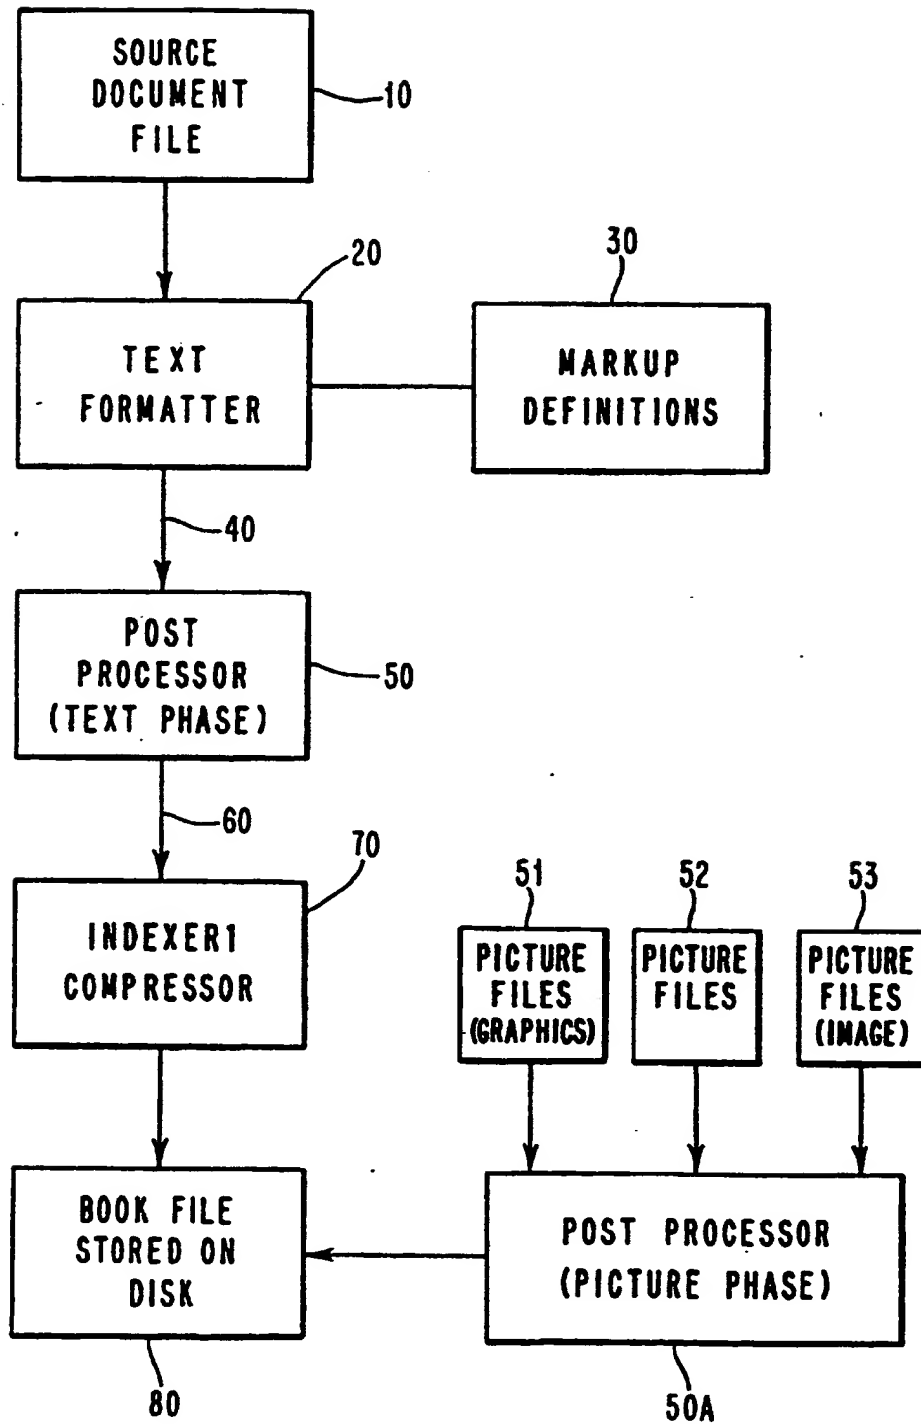 SOURCE
DOCUMENT
FILE
10
20
TEXT
FORMATTER
30
MARKUP
DEFINITIONS
40
POST
PROCESSOR
(TEXT PHASE)
50
60
70
INDEXER1
COMPRESSOR
51
PICTURE
FILES
(GRAPHICS)
52
PICTURE
FILES
53
PICTURE
FILES
(IMAGE)
BOOK FILE
STORED ON
DISK
80
POST PROCESSOR
(PICTURE PHASE)
50A